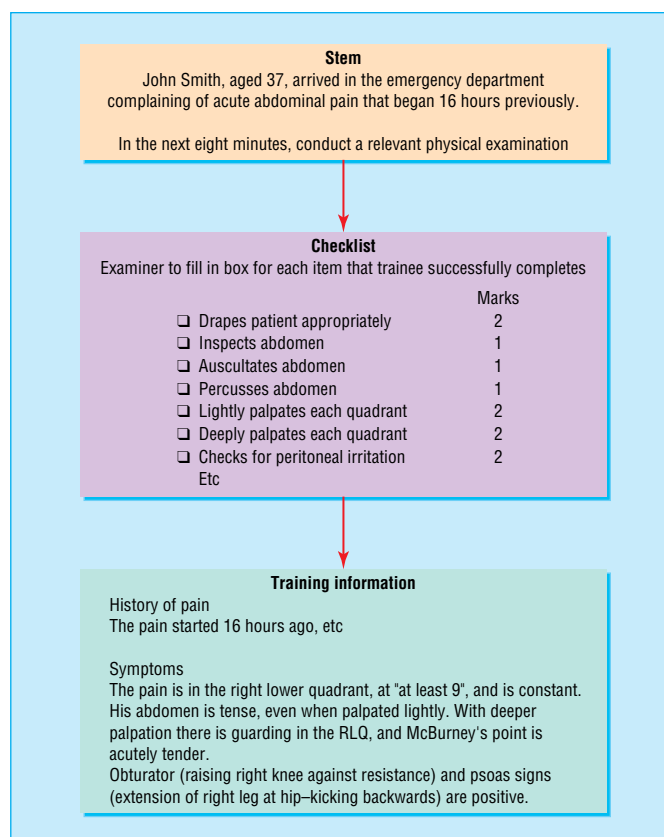 Stem
John Smith, aged 37, arrived in the emergency department
complaining of acute abdominal pain that began 16 hours previously.
In the next eight minutes, conduct a relevant physical examination
Checklist
Examiner to fill in box for each item that trainee successfully completes
Marks
❑ Drapes patient appropriately 2
❑ Inspects abdomen 1
❑ Auscultates abdomen 1
❑ Percusses abdomen 1
❑ Lightly palpates each quadrant 2
❑ Deeply palpates each quadrant 2
❑ Checks for peritoneal irritation 2
Etc
Training information
History of pain
The pain started 16 hours ago, etc
Symptoms
The pain is in the right lower quadrant, at "at least 9", and is constant.
His abdomen is tense, even when palpated lightly. With deeper
palpation there is guarding in the RLQ, and McBurney's point is
acutely tender.
Obturator (raising right knee against resistance) and psoas signs
(extension of right leg at hip–kicking backwards) are positive.